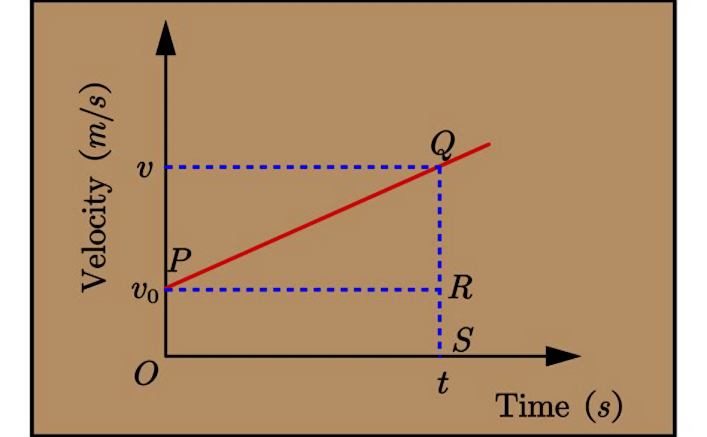 Velocity (m/s)
Q
v
P
v₀
R
S
O
t
Time (s)